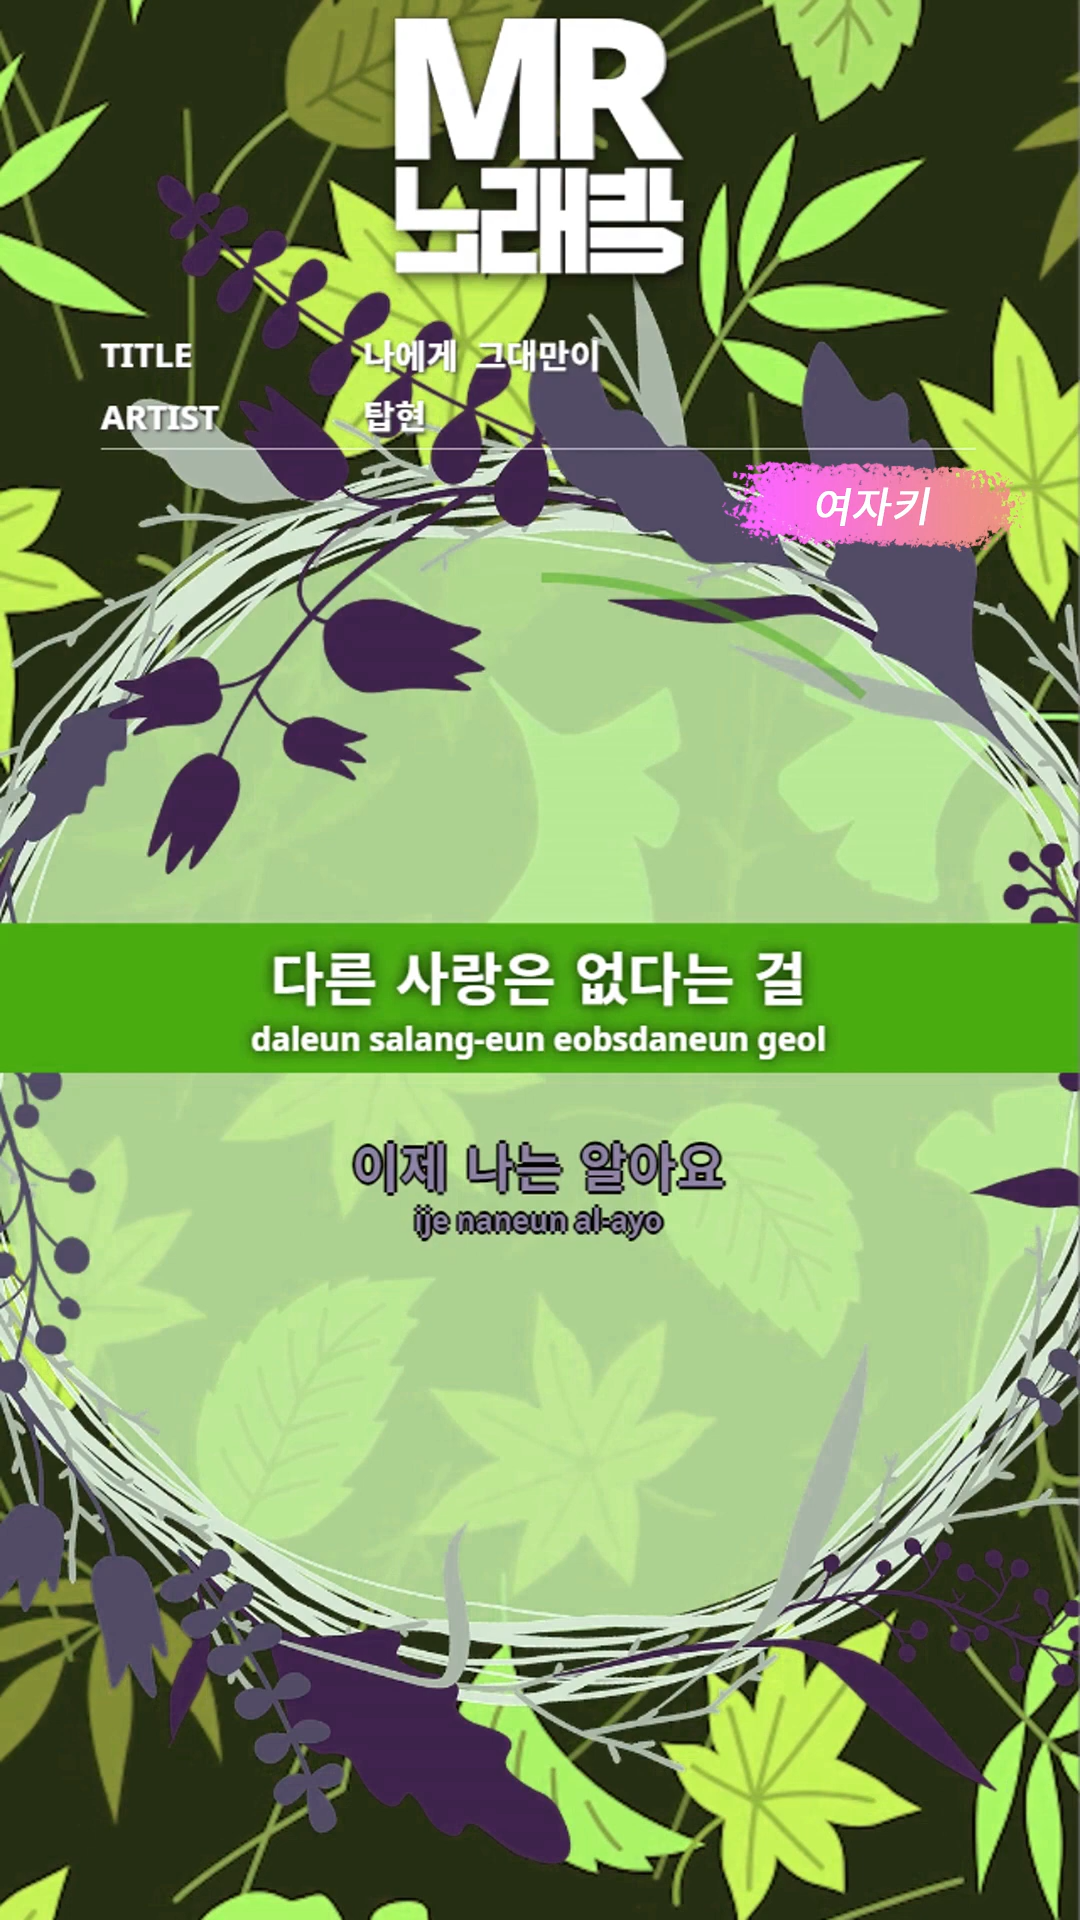 MR
노래방
TITLE 나에게 그대만이
ARTIST 탑현
여자키
다른 사랑은 없다는 걸
daleun salang-eun eobsdaneun geol
이제 나는 알아요
ije naneun al-ayo